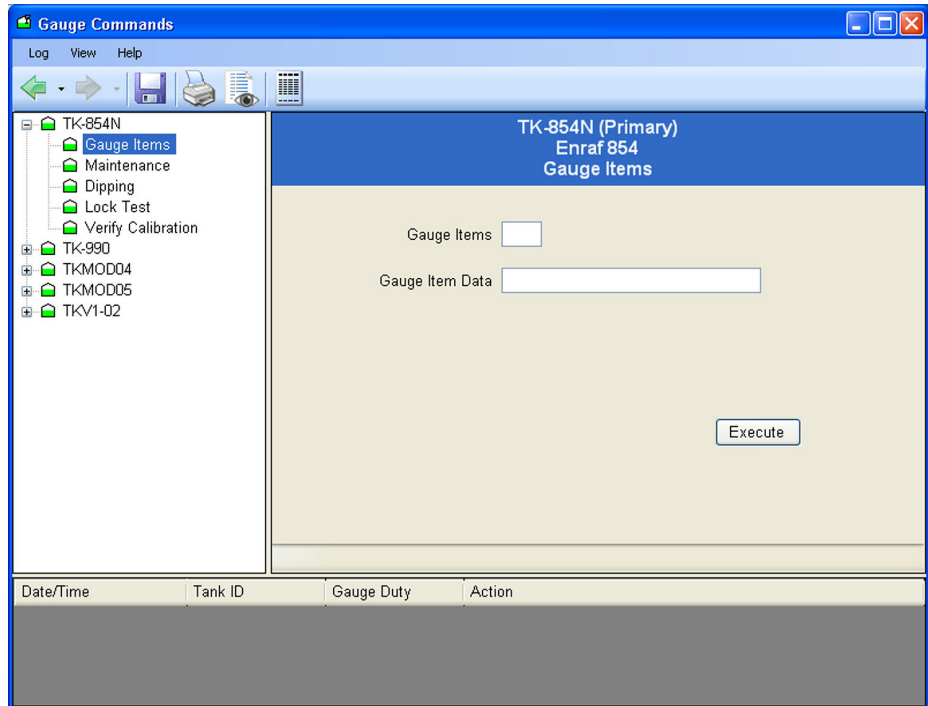 Gauge Commands
Log View Help
TK-854N
Gauge Items
Maintenance
Dipping
Lock Test
Verify Calibration
TK-990
TKMOD04
TKMOD05
TKV1-02
TK-854N (Primary)
Enraf 854
Gauge Items
Gauge Items
Gauge Item Data
Execute
Date/Time Tank ID Gauge Duty Action